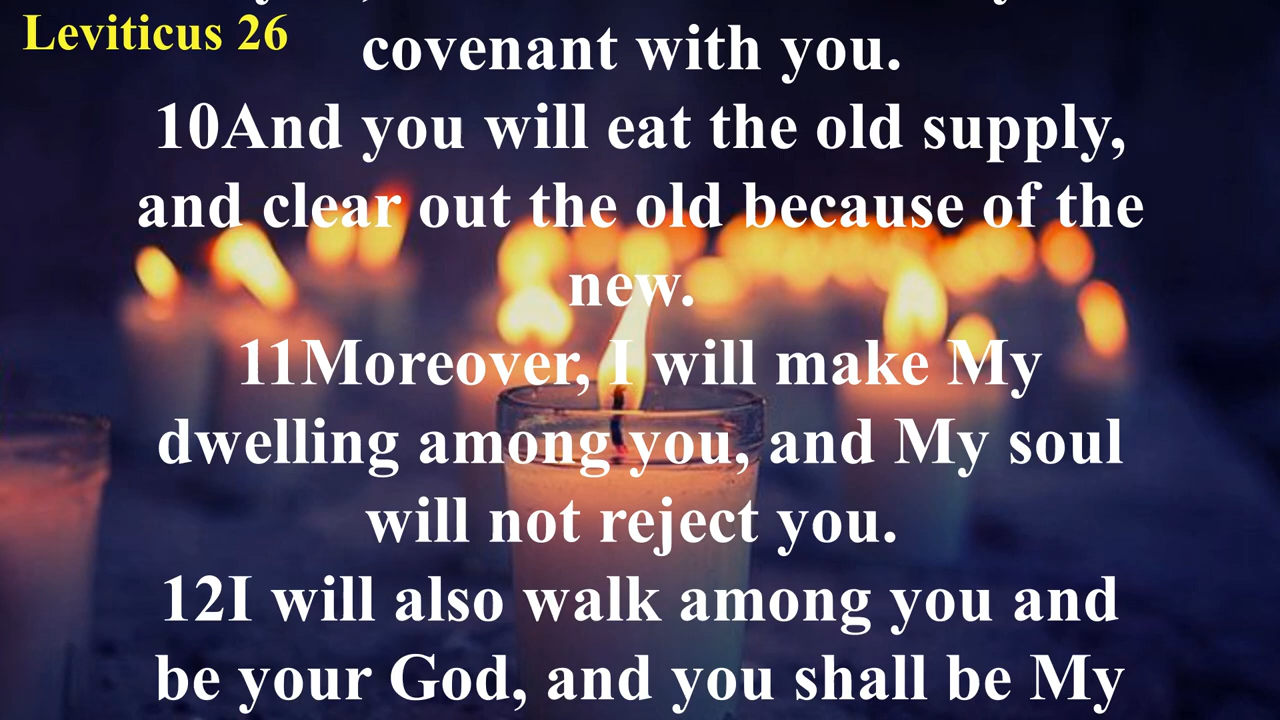 Leviticus 26
covenant with you.
10And you will eat the old supply,
and clear out the old because of the
new.
11Moreover, I will make My
dwelling among you, and My soul
will not reject you.
12I will also walk among you and
be your God, and you shall be My